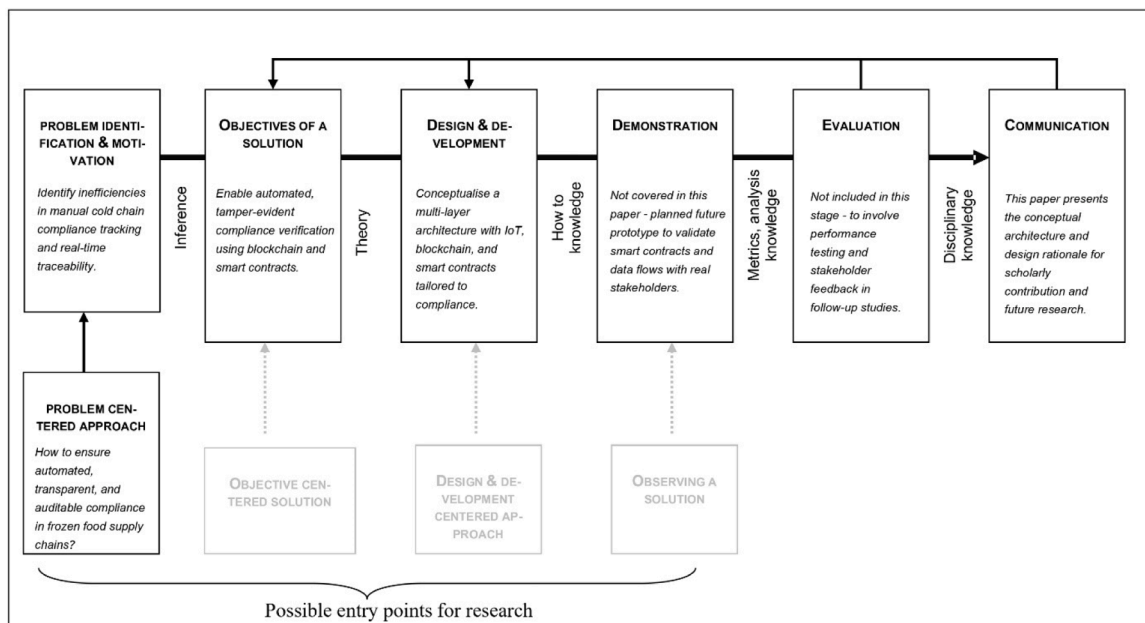 PROBLEM IDENTI-
FICATION & MOTI-
VATION
Identify inefficiencies
in manual cold chain
compliance tracking
and real-time
traceability.
Inference
OBJECTIVES OF A
SOLUTION
Enable automated,
tamper-evident
compliance verification
using blockchain and
smart contracts.
Theory
DESIGN & DE-
VELOPMENT
Conceptualise a
multi-layer
architecture with IoT,
blockchain, and
smart contracts
tailored to
compliance.
How to
knowledge
DEMONSTRATION
Not covered in this
paper - planned future
prototype to validate
smart contracts and
data flows with real
stakeholders.
Metrics, analysis
knowledge
EVALUATION
Not included in this
stage - to involve
performance
testing and
stakeholder
feedback in
follow-up studies.
Disciplinary
knowledge
COMMUNICATION
This paper presents
the conceptual
architecture and
design rationale for
scholarly
contribution and
future research.
PROBLEM CEN-
TERED APPROACH
How to ensure
automated,
transparent, and
auditable compliance
in frozen food supply
chains?
OBJECTIVE CEN-
TERED SOLUTION
DESIGN & DE-
VELOPMENT
CENTERED AP-
PROACH
OBSERVING A
SOLUTION
Possible entry points for research